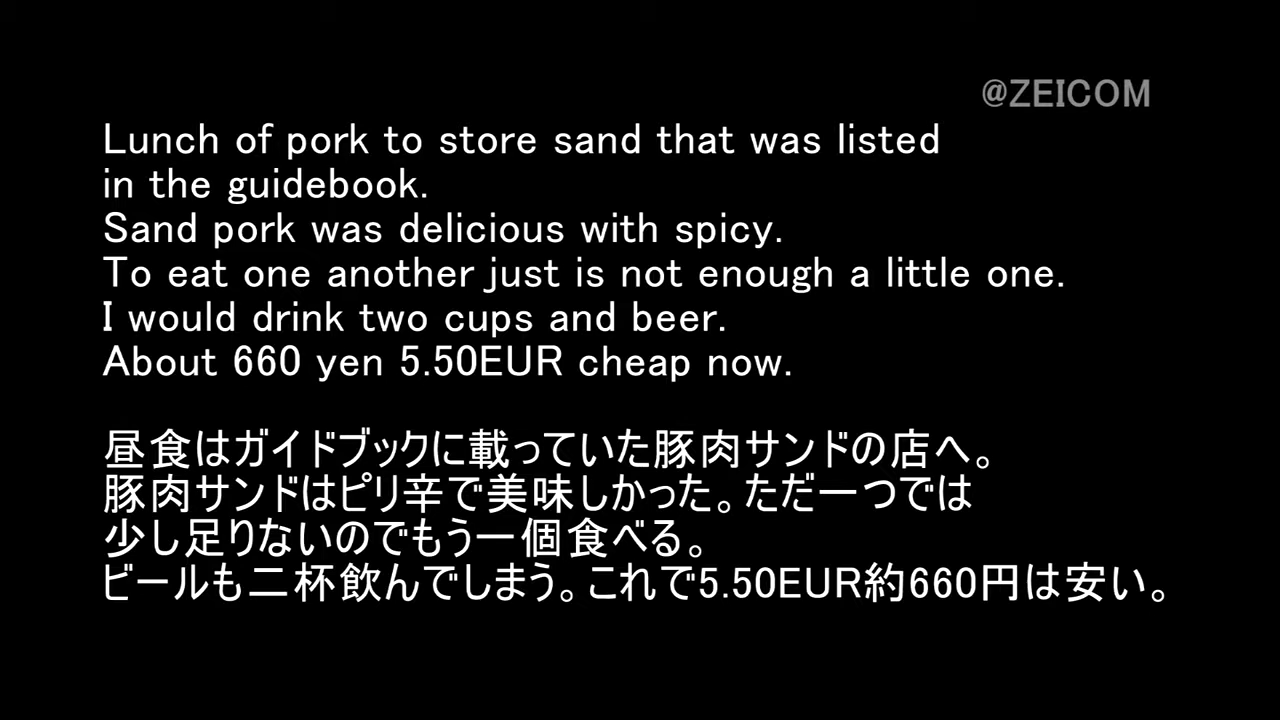 @ZEICOM
Lunch of pork to store sand that was listed
in the guidebook.
Sand pork was delicious with spicy.
To eat one another just is not enough a little one.
I would drink two cups and beer.
About 660 yen 5.50EUR cheap now.
昼食はガイドブックに載っていた豚肉サンドの店へ。
豚肉サンドはピリ辛で美味しかった。ただ一つでは
少し足りないのでもう一個食べる。
ビールも二杯飲んでしまう。これで5.50EUR約660円は安い。